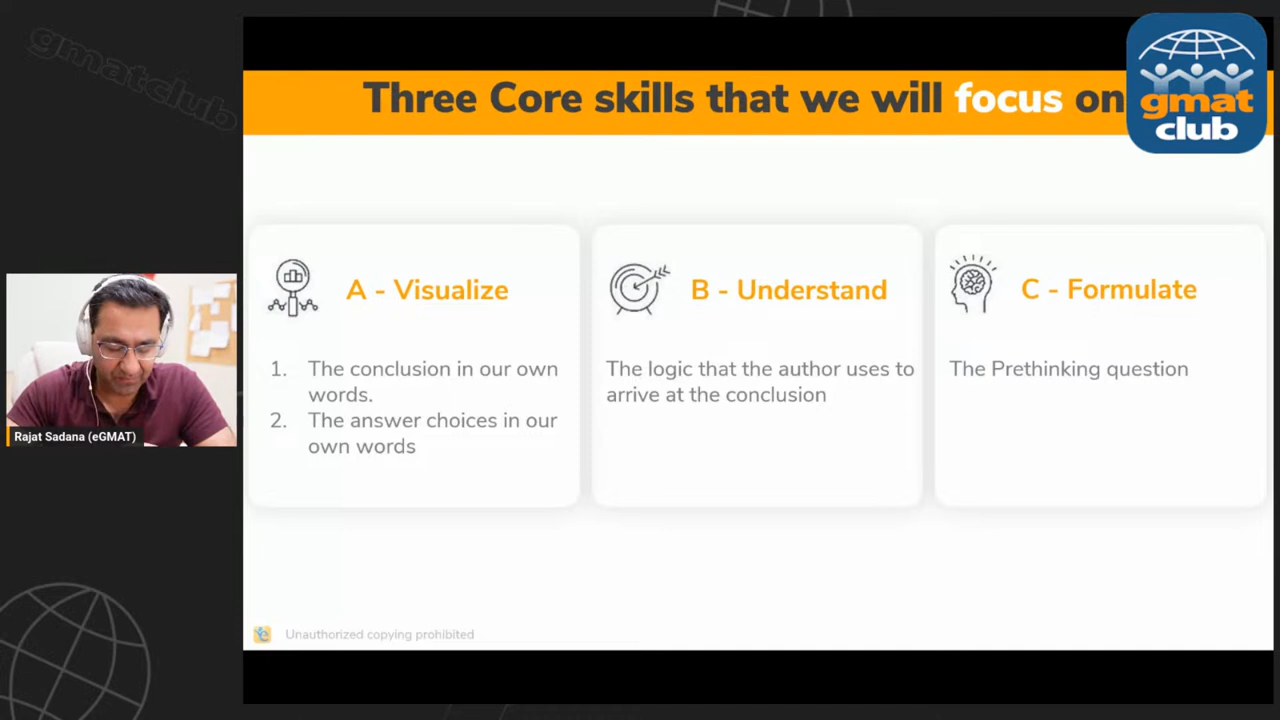 gmatclub
Three Core skills that we will focus on
gmat
club
A - Visualize
1. The conclusion in our own
words.
2. The answer choices in our
own words
B - Understand
The logic that the author uses to
arrive at the conclusion
C - Formulate
The Prethinking question
Rajat Sadana (eGMAT)
Unauthorized copying prohibited